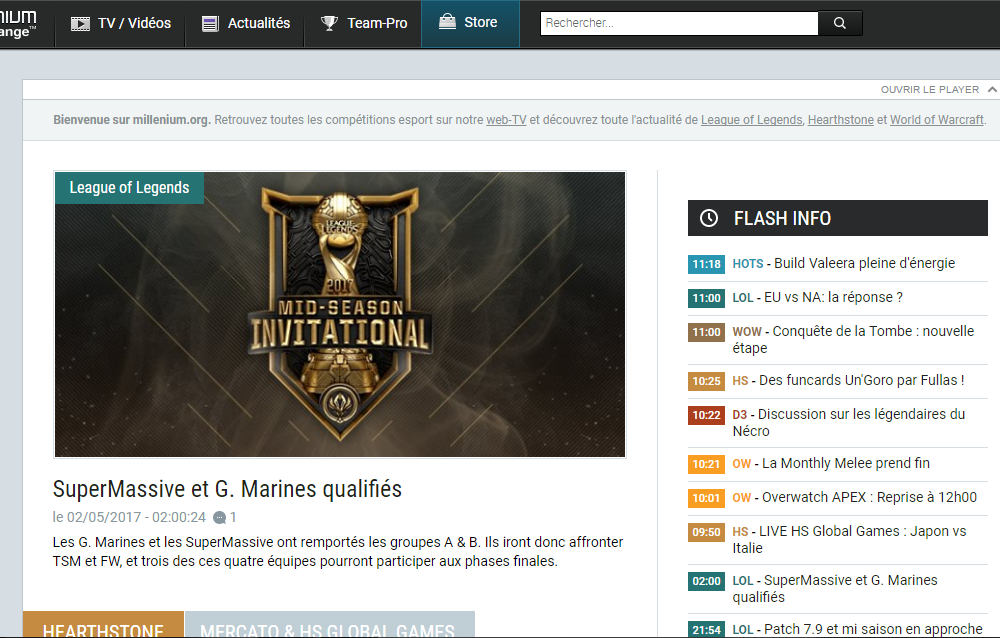 TV / Vidéos
Actualités
Team-Pro
Store
Rechercher...
OUVRIR LE PLAYER
Bienvenue sur millenium.org. Retrouvez toutes les compétitions esport sur notre web-TV et découvrez toute l'actualité de League of Legends, Hearthstone et World of Warcraft.
League of Legends
LEAGUE OF
LEGENDS
2017
MID-SEASON
INVITATIONAL
SuperMassive et G. Marines qualifiés
le 02/05/2017 - 02:00:24 1
Les G. Marines et les SuperMassive ont remportés les groupes A & B. Ils iront donc affronter
TSM et FW, et trois des ces quatre équipes pourront participer aux phases finales.
HEARTHSTONE
MERCATO & HS GLOBAL GAMES
FLASH INFO
11:18 HOTS - Build Valeera pleine d'énergie
11:00 LOL - EU vs NA: la réponse ?
11:00 WOW - Conquête de la Tombe : nouvelle
étape
10:25 HS - Des funcards Un'Goro par Fullas !
10:22 D3 - Discussion sur les légendaires du
Nécro
10:21 OW - La Monthly Melee prend fin
10:01 OW - Overwatch APEX : Reprise à 12h00
09:50 HS - LIVE HS Global Games : Japon vs
Italie
02:00 LOL - SuperMassive et G. Marines
qualifiés
21:54 LOL - Patch 7.9 et mi saison en approche